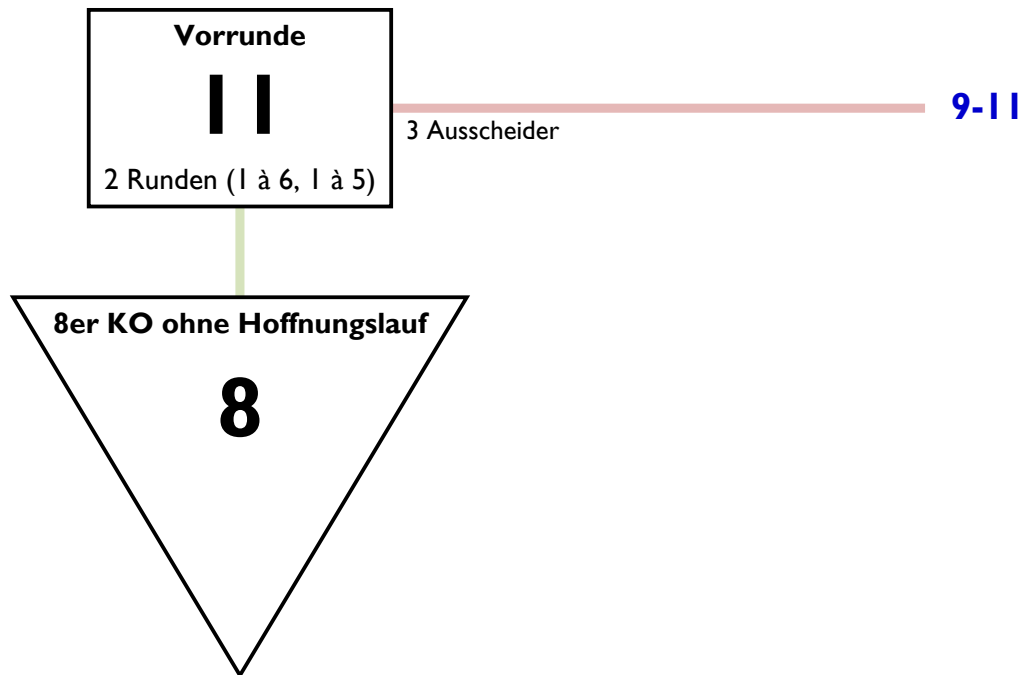 Vorrunde
11
2 Runden (1 à 6, 1 à 5)
3 Ausscheider
9-11
8er KO ohne Hoffnungslauf
8